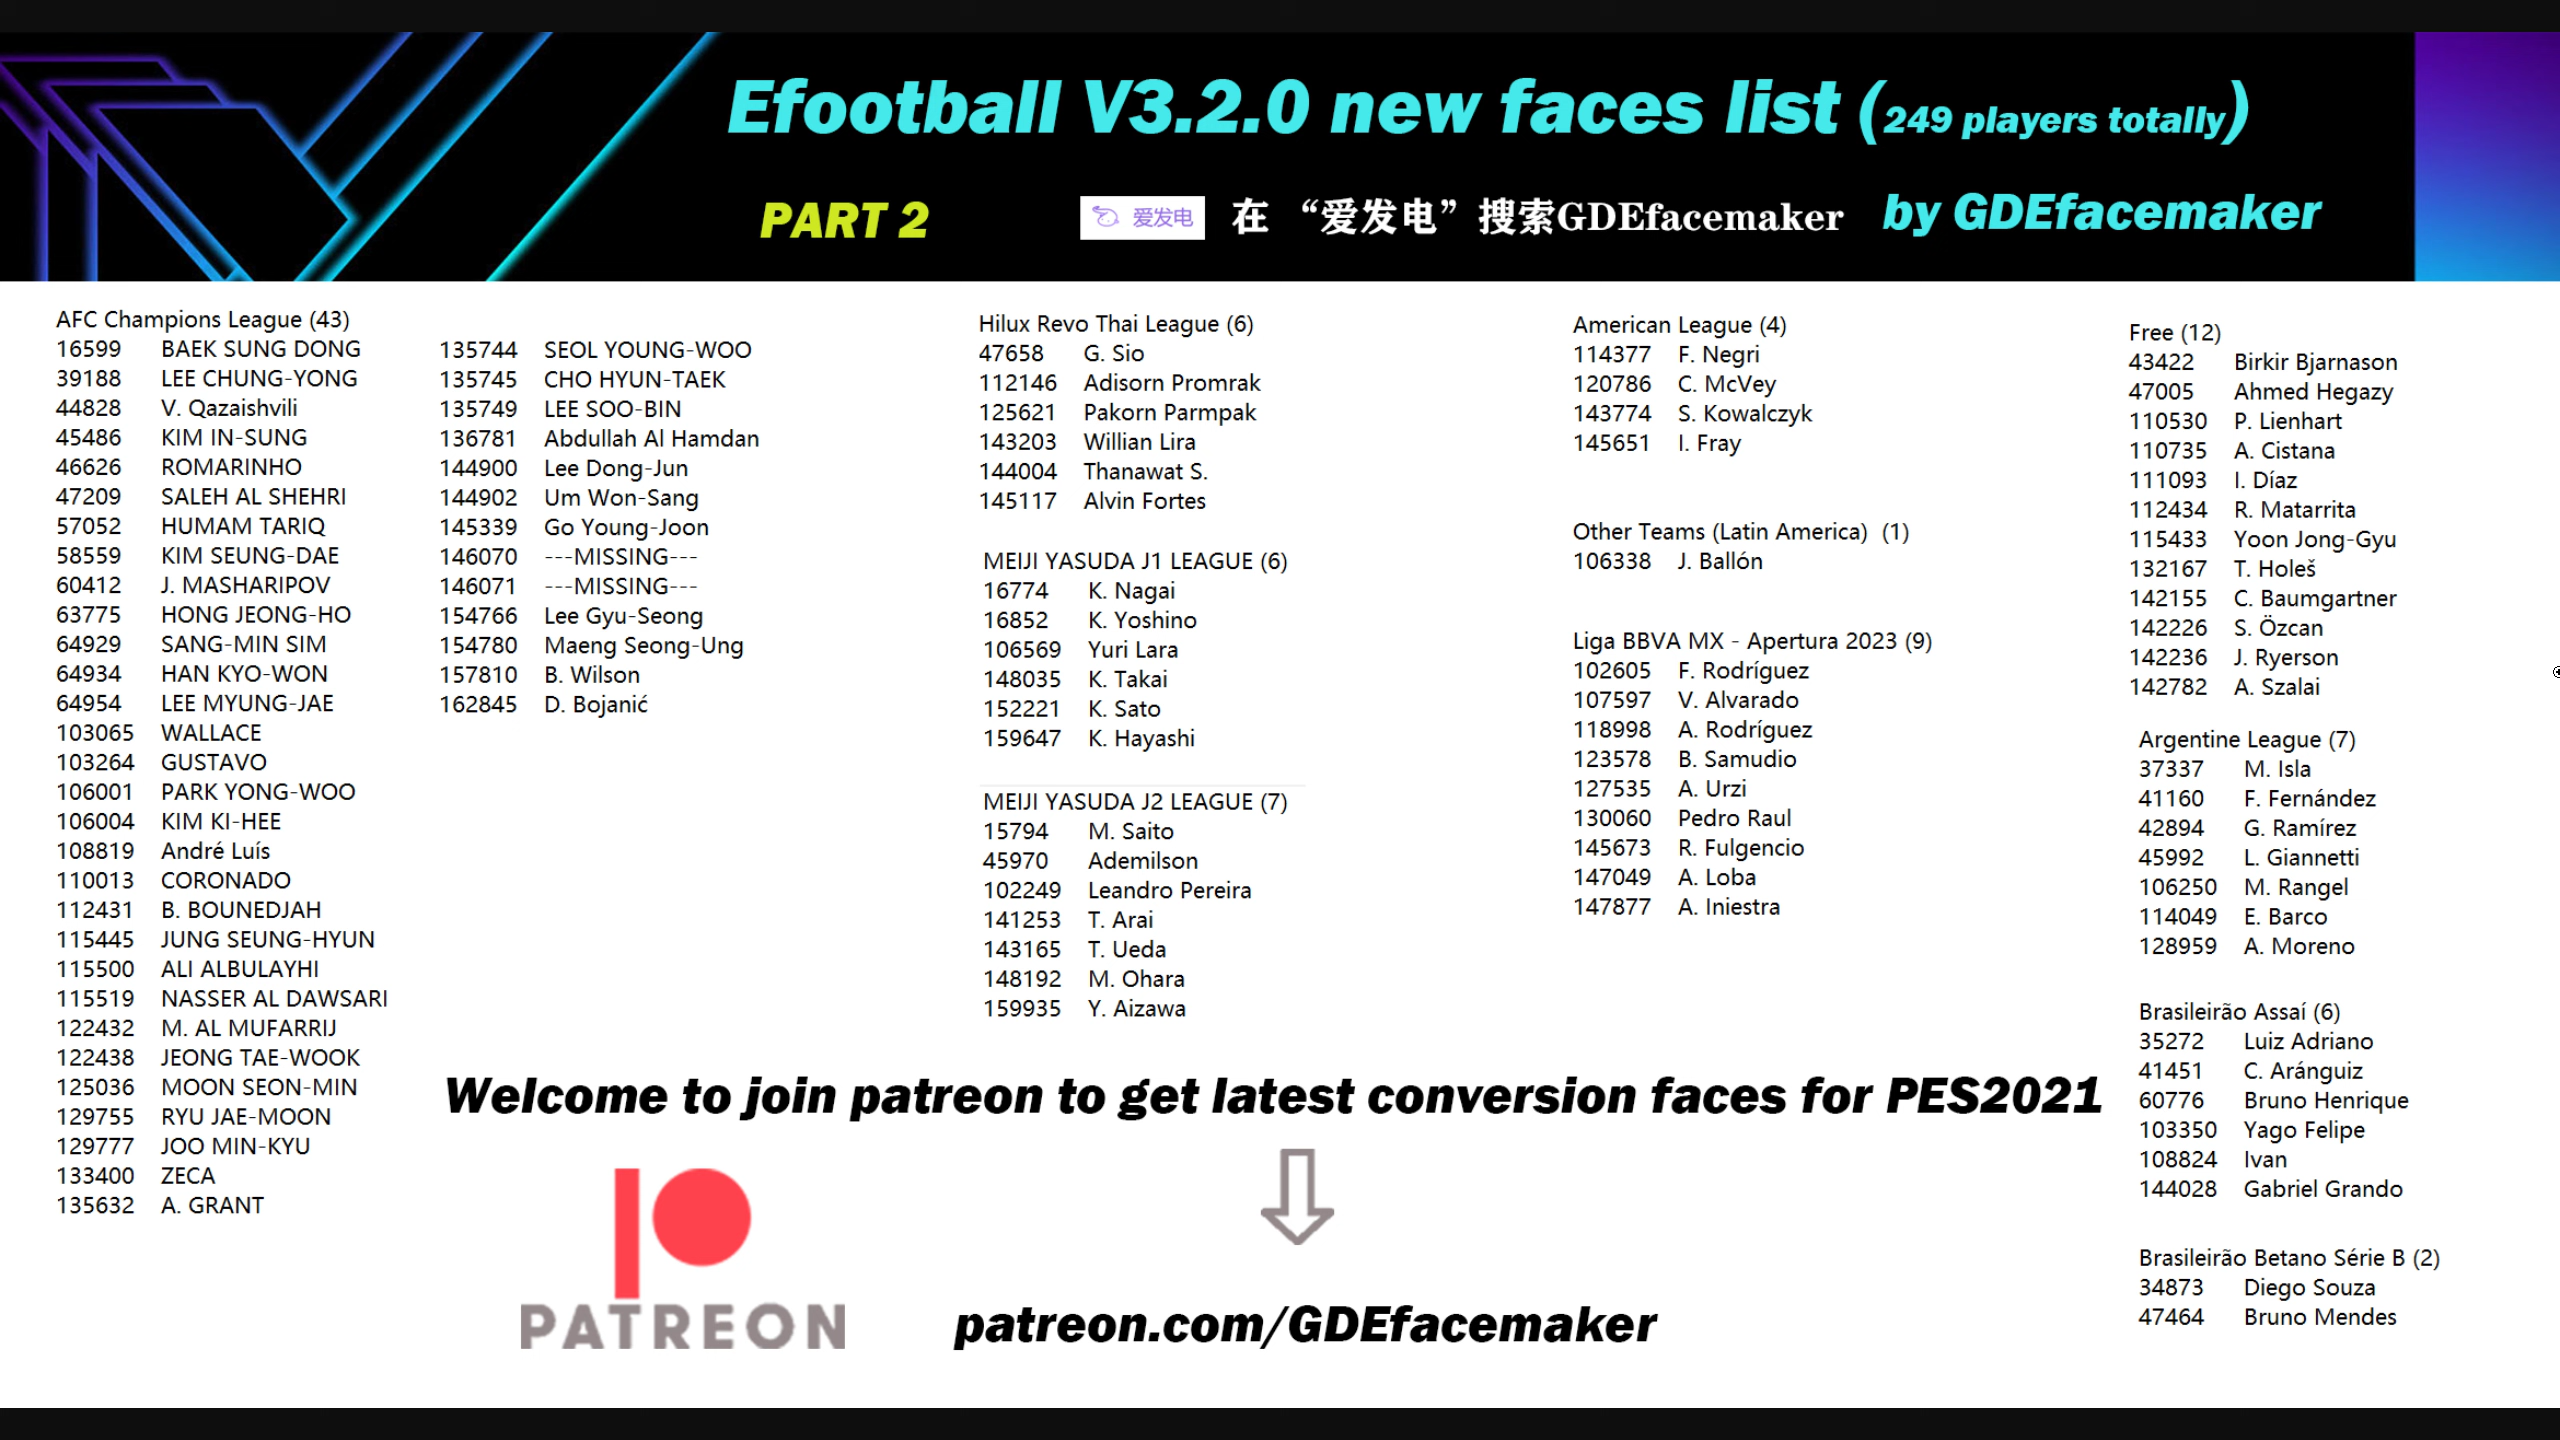 Efootball V3.2.0 new faces list (249 players totally)
PART 2
爱发电
在 “爱发电” 搜索GDEfacemaker
by GDEfacemaker
AFC Champions League (43)
16599 BAEK SUNG DONG
39188 LEE CHUNG-YONG
44828 V. Qazaishvili
45486 KIM IN-SUNG
46626 ROMARINHO
47209 SALEH AL SHEHRI
57052 HUMAM TARIQ
58559 KIM SEUNG-DAE
60412 J. MASHARIPOV
63775 HONG JEONG-HO
64929 SANG-MIN SIM
64934 HAN KYO-WON
64954 LEE MYUNG-JAE
103065 WALLACE
103264 GUSTAVO
106001 PARK YONG-WOO
106004 KIM KI-HEE
108819 André Luís
110013 CORONADO
112431 B. BOUNEDJAH
115445 JUNG SEUNG-HYUN
115500 ALI ALBULAYHI
115519 NASSER AL DAWSARI
122432 M. AL MUFARRIJ
122438 JEONG TAE-WOOK
125036 MOON SEON-MIN
129755 RYU JAE-MOON
129777 JOO MIN-KYU
133400 ZECA
135632 A. GRANT
135744 SEOL YOUNG-WOO
135745 CHO HYUN-TAEK
135749 LEE SOO-BIN
136781 Abdullah Al Hamdan
144900 Lee Dong-Jun
144902 Um Won-Sang
145339 Go Young-Joon
146070 ---MISSING---
146071 ---MISSING---
154766 Lee Gyu-Seong
154780 Maeng Seong-Ung
157810 B. Wilson
162845 D. Bojanić
Hilux Revo Thai League (6)
47658 G. Sio
112146 Adisorn Promrak
125621 Pakorn Parmpak
143203 Willian Lira
144004 Thanawat S.
145117 Alvin Fortes
MEIJI YASUDA J1 LEAGUE (6)
16774 K. Nagai
16852 K. Yoshino
106569 Yuri Lara
148035 K. Takai
152221 K. Sato
159647 K. Hayashi
MEIJI YASUDA J2 LEAGUE (7)
15794 M. Saito
45970 Ademilson
102249 Leandro Pereira
141253 T. Arai
143165 T. Ueda
148192 M. Ohara
159935 Y. Aizawa
American League (4)
114377 F. Negri
120786 C. McVey
143774 S. Kowalczyk
145651 I. Fray
Other Teams (Latin America) (1)
106338 J. Ballón
Liga BBVA MX - Apertura 2023 (9)
102605 F. Rodríguez
107597 V. Alvarado
118998 A. Rodríguez
123578 B. Samudio
127535 A. Urzi
130060 Pedro Raul
145673 R. Fulgencio
147049 A. Loba
147877 A. Iniestra
Free (12)
43422 Birkir Bjarnason
47005 Ahmed Hegazy
110530 P. Lienhart
110735 A. Cistana
111093 I. Díaz
112434 R. Matarrita
115433 Yoon Jong-Gyu
132167 T. Holeš
142155 C. Baumgartner
142226 S. Özcan
142236 J. Ryerson
142782 A. Szalai
Argentine League (7)
37337 M. Isla
41160 F. Fernández
42894 G. Ramírez
45992 L. Giannetti
106250 M. Rangel
114049 E. Barco
128959 A. Moreno
Brasileirão Assaí (6)
35272 Luiz Adriano
41451 C. Aránguiz
60776 Bruno Henrique
103350 Yago Felipe
108824 Ivan
144028 Gabriel Grando
Brasileirão Betano Série B (2)
34873 Diego Souza
47464 Bruno Mendes
Welcome to join patreon to get latest conversion faces for PES2021
PATREON
patreon.com/GDEfacemaker